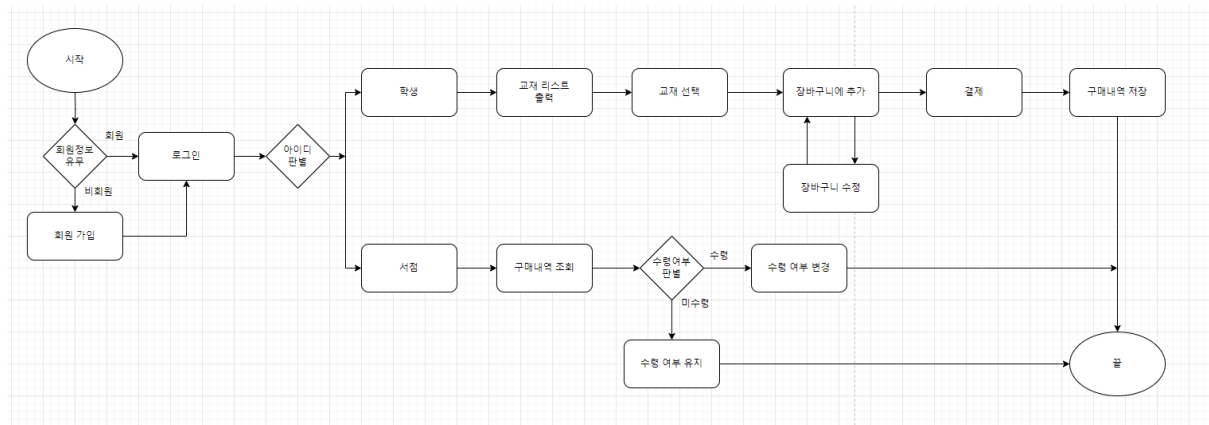 시작
회원정보
유무
회원
비회원
로그인
회원 가입
아이디
판별
학생
교재 리스트
출력
교재 선택
장바구니에 추가
결제
구매내역 저장
장바구니 수정
서점
구매내역 조회
수령여부
판별
수령
미수령
수령 여부 변경
수령 여부 유지
끝